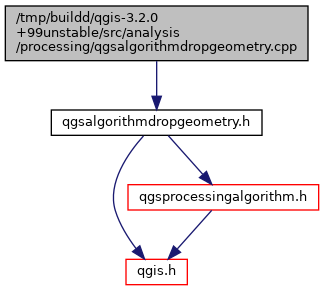 /tmp/buildd/qgis-3.2.0
+99unstable/src/analysis
/processing/qgsalgorithmdropgeometry.cpp
qgsalgorithmdropgeometry.h
qgsprocessingalgorithm.h
qgis.h